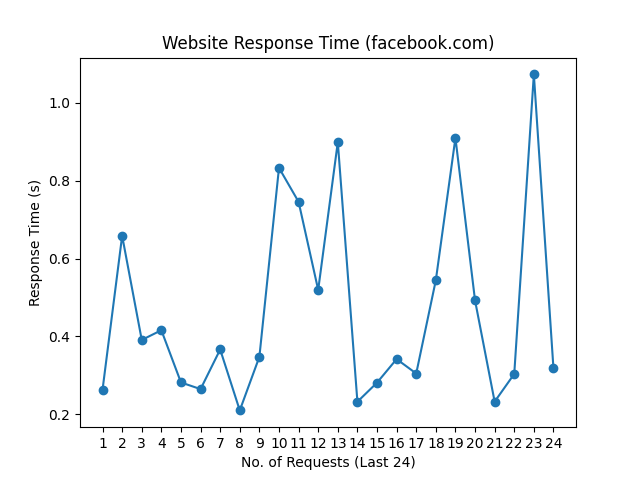 Website Response Time (facebook.com)
1.0
0.8
0.6
0.4
0.2
Response Time (s)
1 2 3 4 5 6 7 8 9 10 11 12 13 14 15 16 17 18 19 20 21 22 23 24
No. of Requests (Last 24)